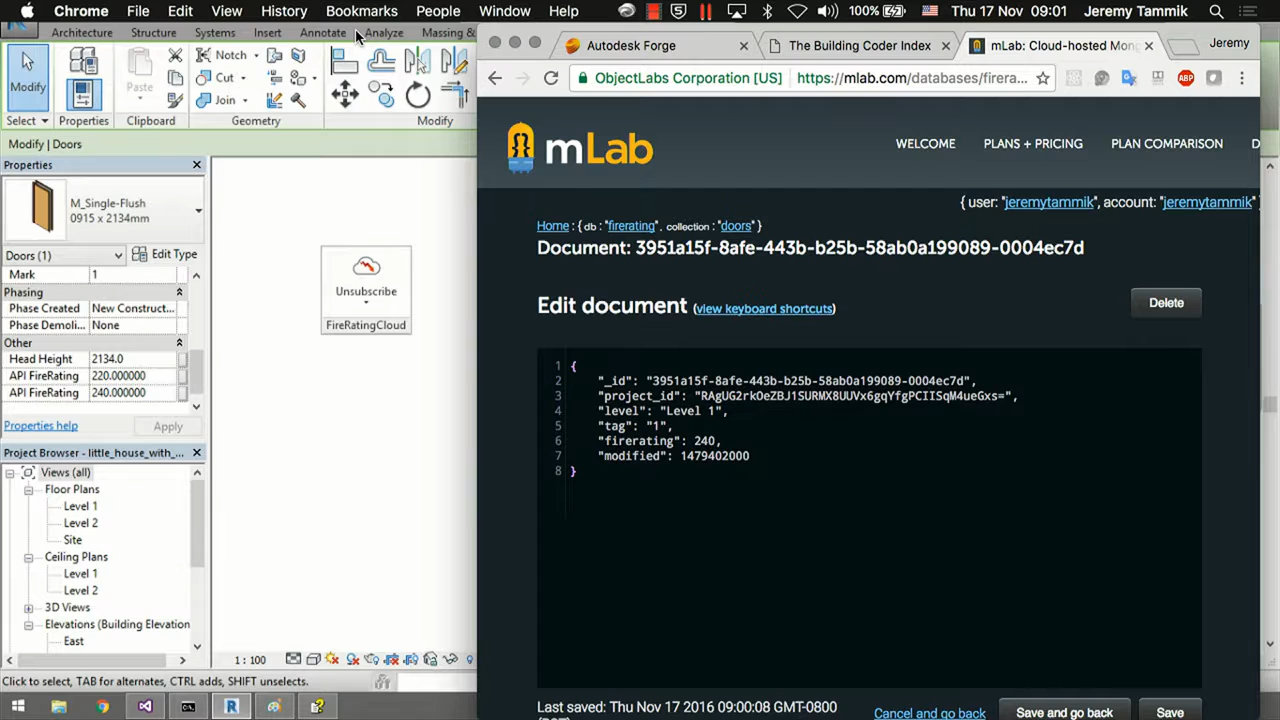 Chrome File Edit View History Bookmarks People Window Help 100% Thu 17 Nov 09:01 Jeremy Tammik
Architecture Structure Systems Insert Annotate Analyze Massing &
Autodesk Forge The Building Coder Index mLab: Cloud-hosted Mong Jeremy
ObjectLabs Corporation [US] https://mlab.com/databases/firera... ABP
Modify Notch Cut Join Paste
Select Properties Clipboard Geometry Modify
Modify | Doors
Properties
M_Single-Flush
0915 x 2134mm
Doors (1) Edit Type
Mark 1
Phasing
Phase Created New Construct...
Phase Demoli... None
Other
Head Height 2134.0
API FireRating 220.000000
API FireRating 240.000000
Properties help Apply
Project Browser - little_house_with_
Views (all)
Floor Plans
Level 1
Level 2
Site
Ceiling Plans
Level 1
Level 2
3D Views
Elevations (Building Elevation
East
Unsubscribe
FireRatingCloud
1 : 100
Click to select, TAB for alternates, CTRL adds, SHIFT unselects.
mLab
WELCOME PLANS + PRICING PLAN COMPARISON D
{ user: "jeremytammik", account: "jeremytammik"
Home : { db : "firerating", collection : "doors" }
Document: 3951a15f-8afe-443b-b25b-58ab0a199089-0004ec7d
Edit document (view keyboard shortcuts) Delete
1 {
2 "_id": "3951a15f-8afe-443b-b25b-58ab0a199089-0004ec7d",
3 "project_id": "RAgUG2rkOeZBJ1SURMX8UUVx6gqYfgPCIISqM4ueGxs=",
4 "level": "Level 1",
5 "tag": "1",
6 "firerating": 240,
7 "modified": 1479402000
8 }
Last saved: Thu Nov 17 2016 09:00:08 GMT-0800
Cancel and go back Save and go back Save